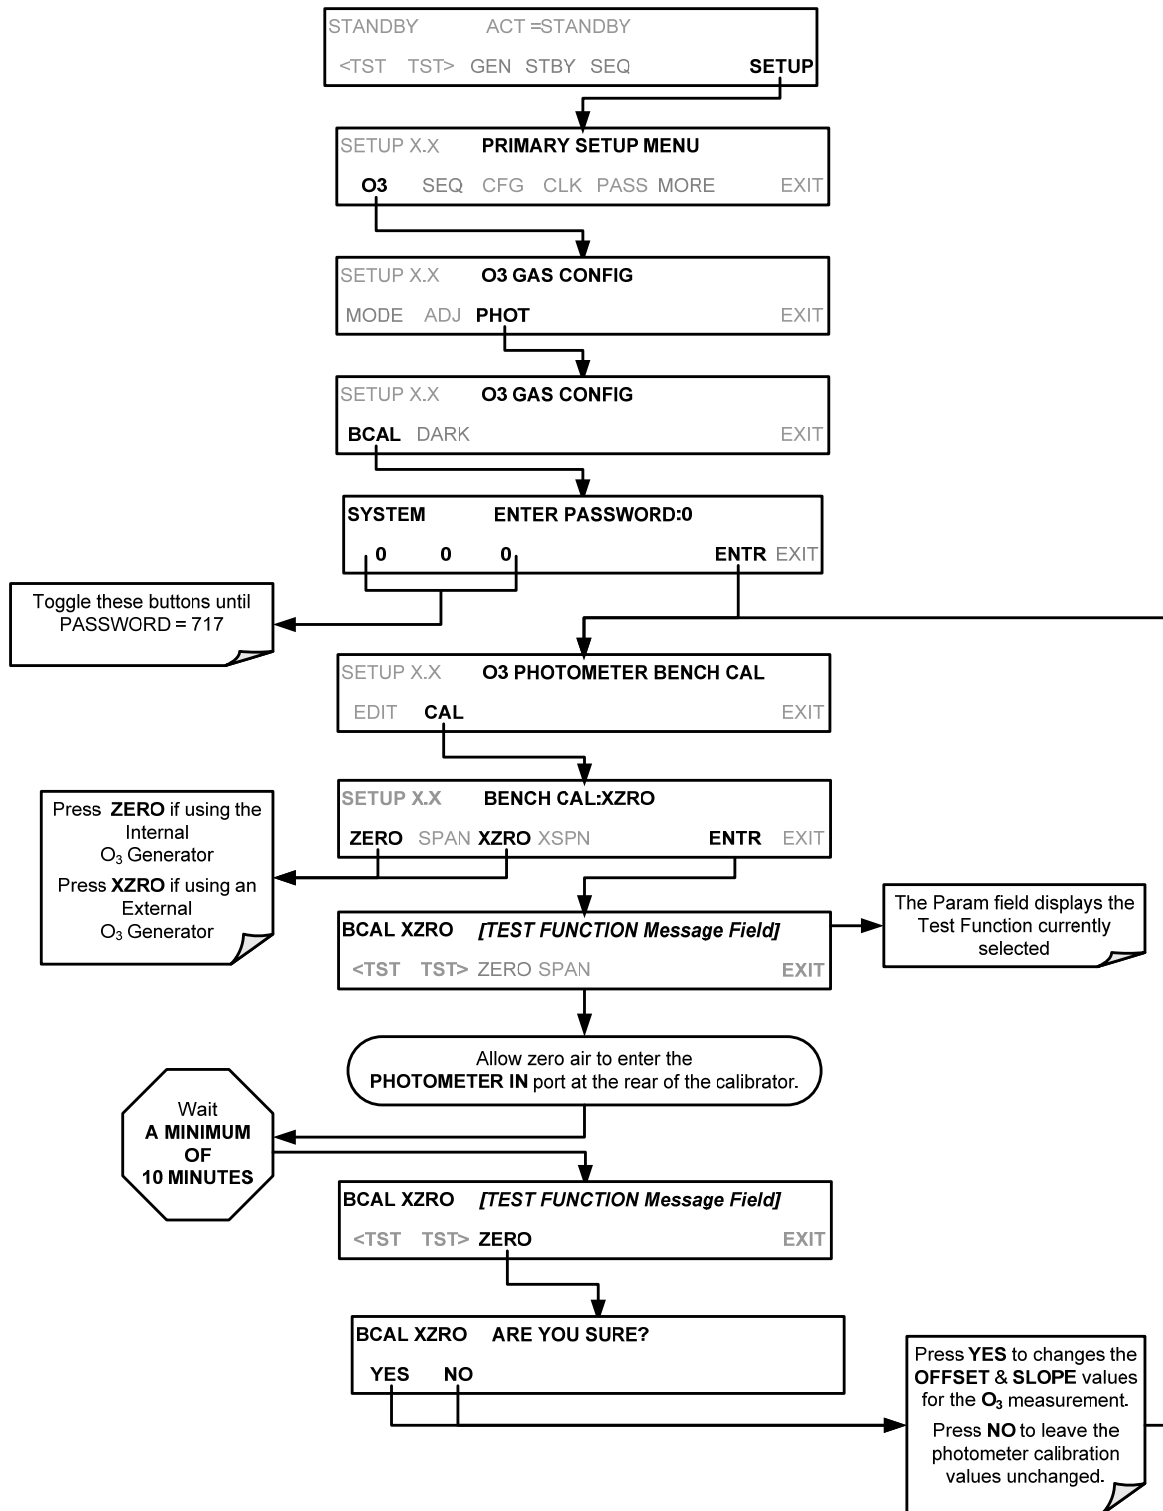 STANDBY ACT =STANDBY
<TST TST> GEN STBY SEQ SETUP
SETUP X.X PRIMARY SETUP MENU
O3 SEQ CFG CLK PASS MORE EXIT
SETUP X.X O3 GAS CONFIG
MODE ADJ PHOT EXIT
SETUP X.X O3 GAS CONFIG
BCAL DARK EXIT
SYSTEM ENTER PASSWORD:0
0 0 0 ENTR EXIT
Toggle these buttons until
PASSWORD = 717
SETUP X.X O3 PHOTOMETER BENCH CAL
EDIT CAL EXIT
SETUP X.X BENCH CAL:XZRO
ZERO SPAN XZRO XSPN ENTR EXIT
Press ZERO if using the
Internal
O₃ Generator
Press XZRO if using an
External
O₃ Generator
BCAL XZRO [TEST FUNCTION Message Field]
<TST TST> ZERO SPAN EXIT
The Param field displays the
Test Function currently
selected
Allow zero air to enter the
PHOTOMETER IN port at the rear of the calibrator.
Wait
A MINIMUM
OF
10 MINUTES
BCAL XZRO [TEST FUNCTION Message Field]
<TST TST> ZERO EXIT
BCAL XZRO ARE YOU SURE?
YES NO
Press YES to changes the
OFFSET & SLOPE values
for the O₃ measurement.
Press NO to leave the
photometer calibration
values unchanged.